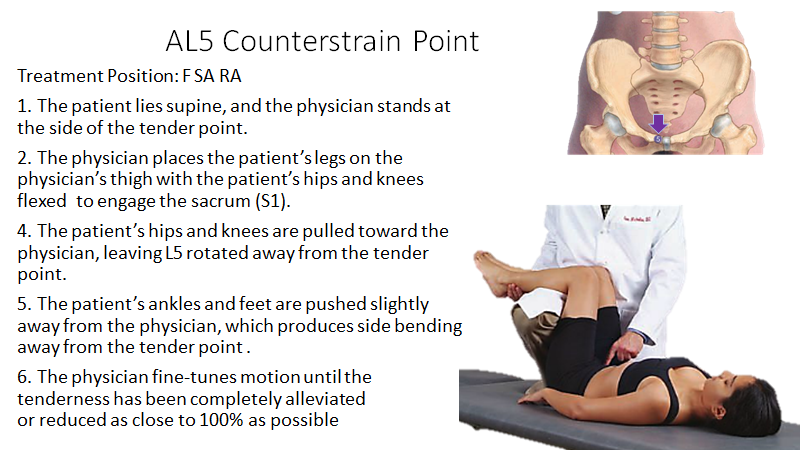 AL5 Counterstrain Point
Treatment Position: F SA RA
1. The patient lies supine, and the physician stands at
the side of the tender point.
2. The physician places the patient’s legs on the
physician’s thigh with the patient’s hips and knees
flexed  to engage the sacrum (S1).
4. The patient’s hips and knees are pulled toward the
physician, leaving L5 rotated away from the tender
point.
5. The patient’s ankles and feet are pushed slightly
away from the physician, which produces side bending
away from the tender point .
6. The physician fine-tunes motion until the
tenderness has been completely alleviated
or reduced as close to 100% as possible